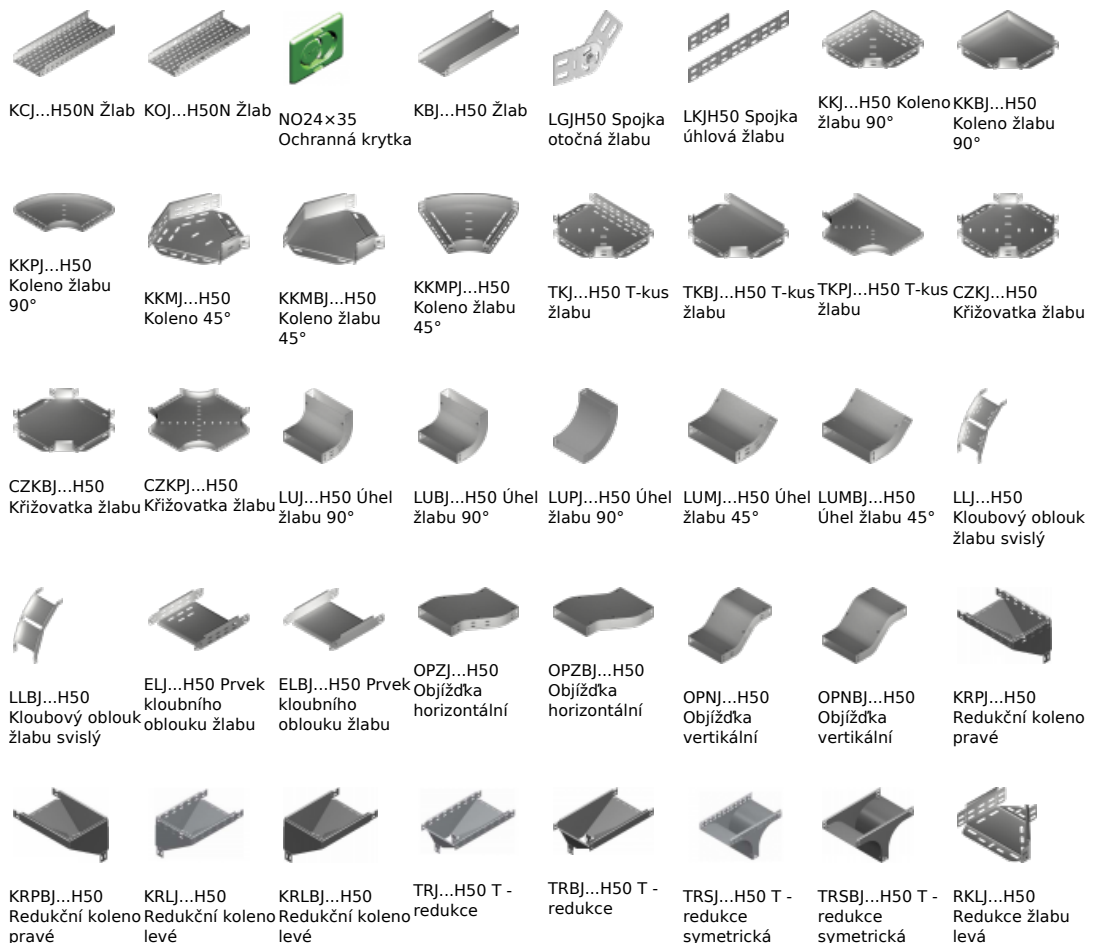 KCJ...H50N Žlab
KOJ...H50N Žlab
NO24×35
Ochranná krytka
KBJ...H50 Žlab
LGJH50 Spojka
otočná žlabu
LKJH50 Spojka
úhlová žlabu
KKJ...H50 Koleno
žlabu 90°
KKBJ...H50
Koleno žlabu
90°
KKPJ...H50
Koleno žlabu
90°
KKMJ...H50
Koleno 45°
KKMBJ...H50
Koleno žlabu
45°
KKMPJ...H50
Koleno žlabu
45°
TKJ...H50 T-kus
žlabu
TKBJ...H50 T-kus
žlabu
TKPJ...H50 T-kus
žlabu
CZKJ...H50
Křižovatka žlabu
CZKBJ...H50
Křižovatka žlabu
CZKPJ...H50
Křižovatka žlabu
LUJ...H50 Úhel
žlabu 90°
LUBJ...H50 Úhel
žlabu 90°
LUPJ...H50 Úhel
žlabu 90°
LUMJ...H50 Úhel
žlabu 45°
LUMBJ...H50
Úhel žlabu 45°
LLJ...H50
Kloubový oblouk
žlabu svislý
LLBJ...H50
Kloubový oblouk
žlabu svislý
ELJ...H50 Prvek
kloubního
oblouku žlabu
ELBJ...H50 Prvek
kloubního
oblouku žlabu
OPZJ...H50
Objížďka
horizontální
OPZBJ...H50
Objížďka
horizontální
OPNJ...H50
Objížďka
vertikální
OPNBJ...H50
Objížďka
vertikální
KRPJ...H50
Redukční koleno
pravé
KRPBJ...H50
Redukční koleno
pravé
KRLJ...H50
Redukční koleno
levé
KRLBJ...H50
Redukční koleno
levé
TRJ...H50 T -
redukce
TRBJ...H50 T -
redukce
TRSJ...H50 T -
redukce
symetrická
TRSBJ...H50 T -
redukce
symetrická
RKLJ...H50
Redukce žlabu
levá